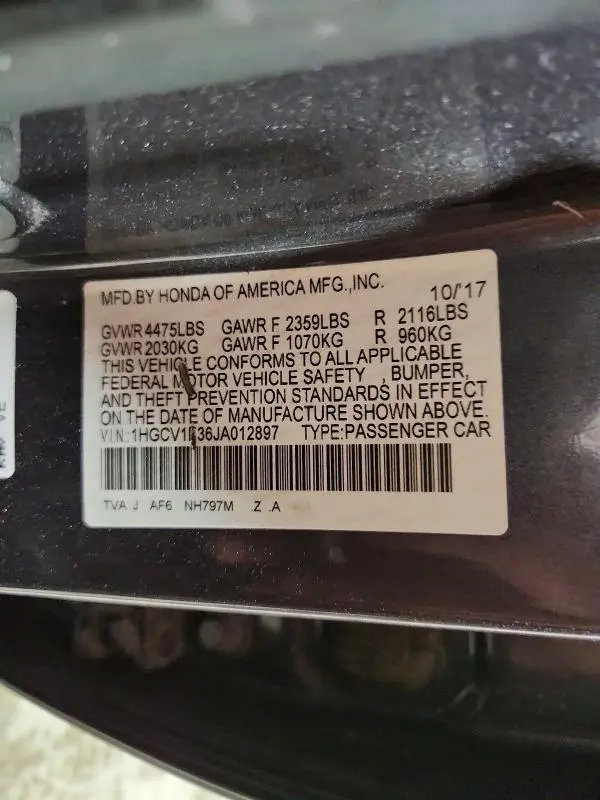 MFD.BY HONDA OF AMERICA MFG.,INC. 10/'17
GVWR 4475LBS GAWR F 2359LBS R 2116LBS
GVWR 2030KG GAWR F 1070KG R 960KG
THIS VEHICLE CONFORMS TO ALL APPLICABLE
FEDERAL MOTOR VEHICLE SAFETY , BUMPER,
AND THEFT PREVENTION STANDARDS IN EFFECT
ON THE DATE OF MANUFACTURE SHOWN ABOVE.
V.I.N.:1HGCV1F36JA012897 TYPE:PASSENGER CAR
TVA J AF6 NH797M .Z .A